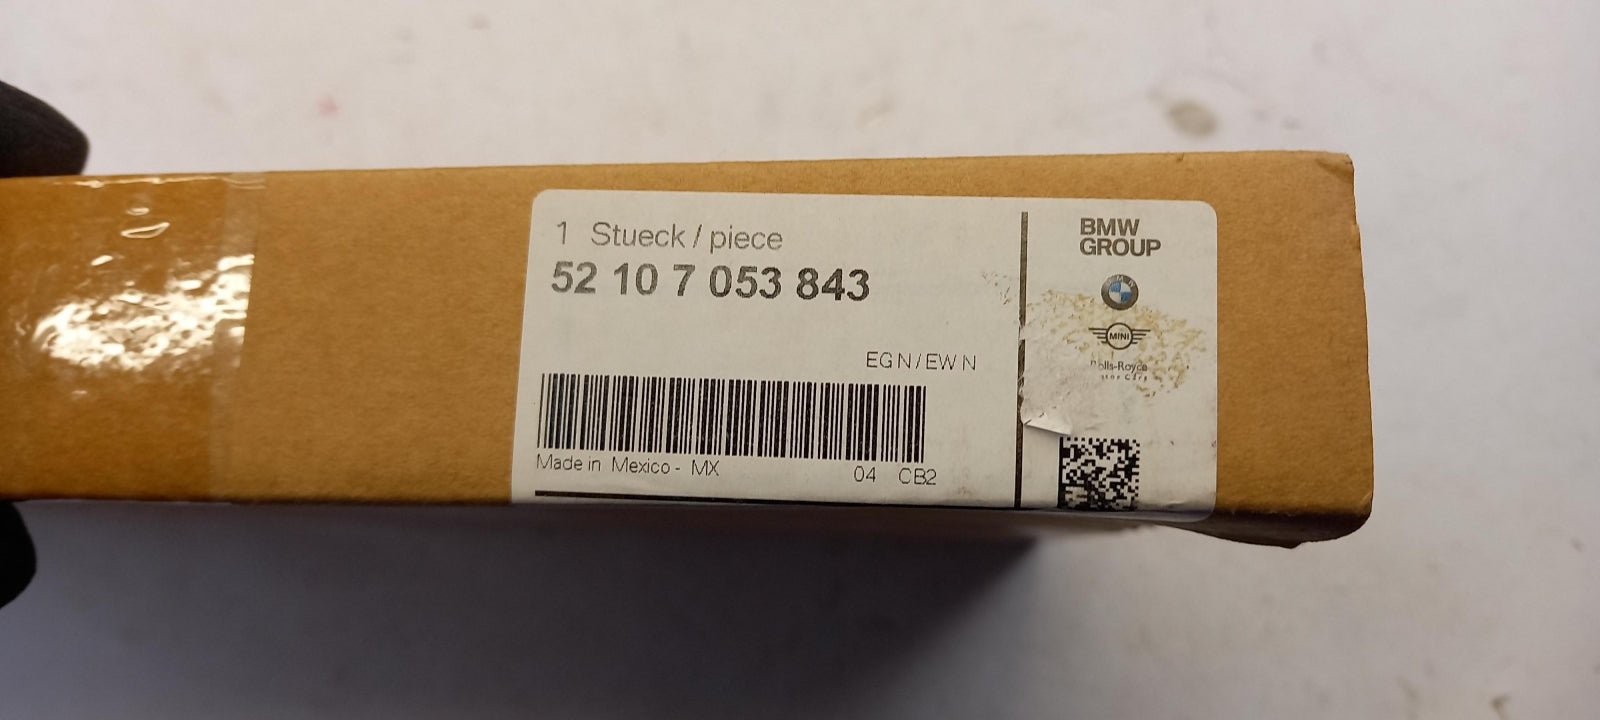 1 Stueck / piece
52 10 7 053 843
EG N / EW N
Made in Mexico - MX
04 CB2
BMW
GROUP
MINI